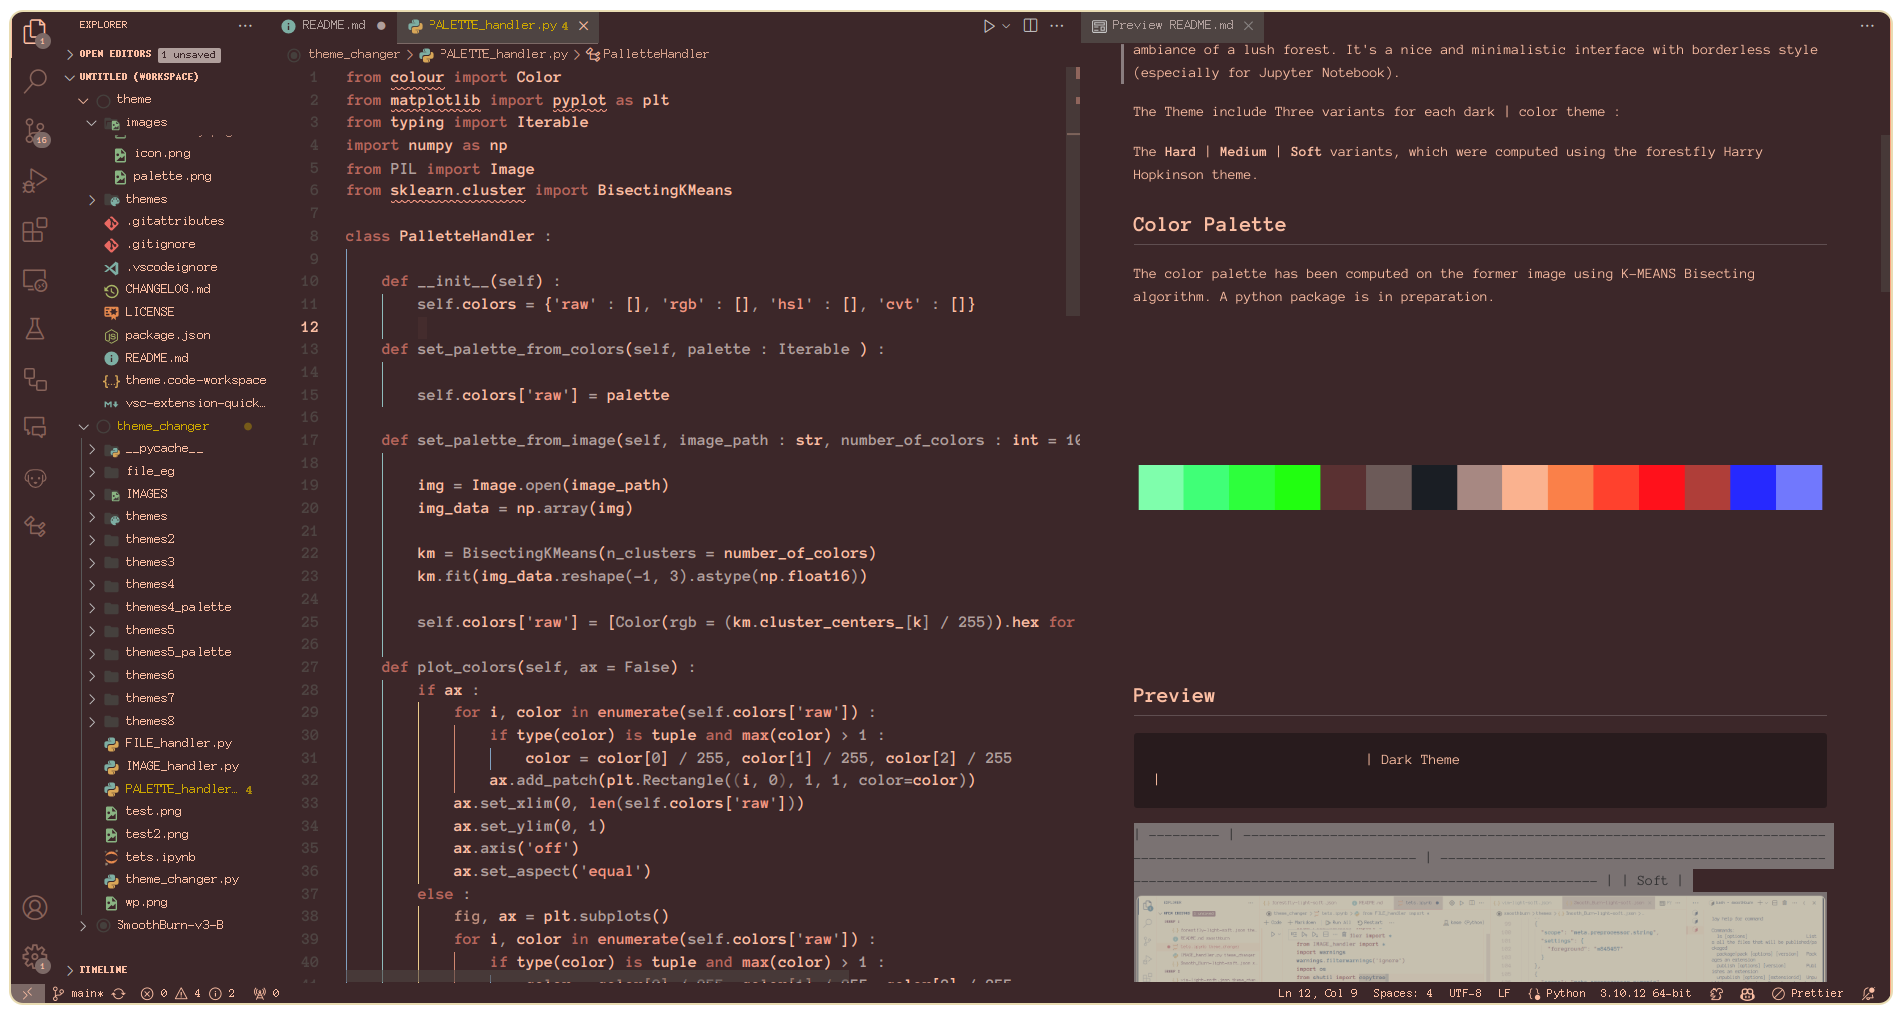 EXPLORER
OPEN EDITORS 1 unsaved
UNTITLED (WORKSPACE)
theme
images
icon.png
palette.png
themes
.gitattributes
.gitignore
.vscodeignore
CHANGELOG.md
LICENSE
package.json
README.md
theme.code-workspace
vsc-extension-quick…
theme_changer
__pycache__
file_eg
IMAGES
themes
themes2
themes3
themes4
themes4_palette
themes5
themes5_palette
themes6
themes7
themes8
FILE_handler.py
IMAGE_handler.py
PALETTE_handler… 4
test.png
test2.png
tets.ipynb
theme_changer.py
wp.png
SmoothBurn-v3-B
TIMELINE
1
16
1
README.md
PALETTE_handler.py 4
theme_changer > PALETTE_handler.py > PalletteHandler
1 from colour import Color
2 from matplotlib import pyplot as plt
3 from typing import Iterable
4 import numpy as np
5 from PIL import Image
6 from sklearn.cluster import BisectingKMeans
7
8 class PalletteHandler :
9
10 def __init__(self) :
11 self.colors = {'raw' : [], 'rgb' : [], 'hsl' : [], 'cvt' : []}
12
13 def set_palette_from_colors(self, palette : Iterable ) :
14
15 self.colors['raw'] = palette
16
17 def set_palette_from_image(self, image_path : str, number_of_colors : int = 10
18
19 img = Image.open(image_path)
20 img_data = np.array(img)
21
22 km = BisectingKMeans(n_clusters = number_of_colors)
23 km.fit(img_data.reshape(-1, 3).astype(np.float16))
24
25 self.colors['raw'] = [Color(rgb = (km.cluster_centers_[k] / 255)).hex for
26
27 def plot_colors(self, ax = False) :
28 if ax :
29 for i, color in enumerate(self.colors['raw']) :
30 if type(color) is tuple and max(color) > 1 :
31 color = color[0] / 255, color[1] / 255, color[2] / 255
32 ax.add_patch(plt.Rectangle((i, 0), 1, 1, color=color))
33 ax.set_xlim(0, len(self.colors['raw']))
34 ax.set_ylim(0, 1)
35 ax.axis('off')
36 ax.set_aspect('equal')
37 else :
38 fig, ax = plt.subplots()
39 for i, color in enumerate(self.colors['raw']) :
40 if type(color) is tuple and max(color) > 1 :
Preview README.md
ambiance of a lush forest. It's a nice and minimalistic interface with borderless style
(especially for Jupyter Notebook).
The Theme include Three variants for each dark | color theme :
The Hard | Medium | Soft variants, which were computed using the forestfly Harry
Hopkinson theme.
Color Palette
The color palette has been computed on the former image using K-MEANS Bisecting
algorithm. A python package is in preparation.
Preview
| Dark Theme
|
| | Soft |
main* 0 4 2 0
Ln 12, Col 9 Spaces: 4 UTF-8 LF Python 3.10.12 64-bit Prettier